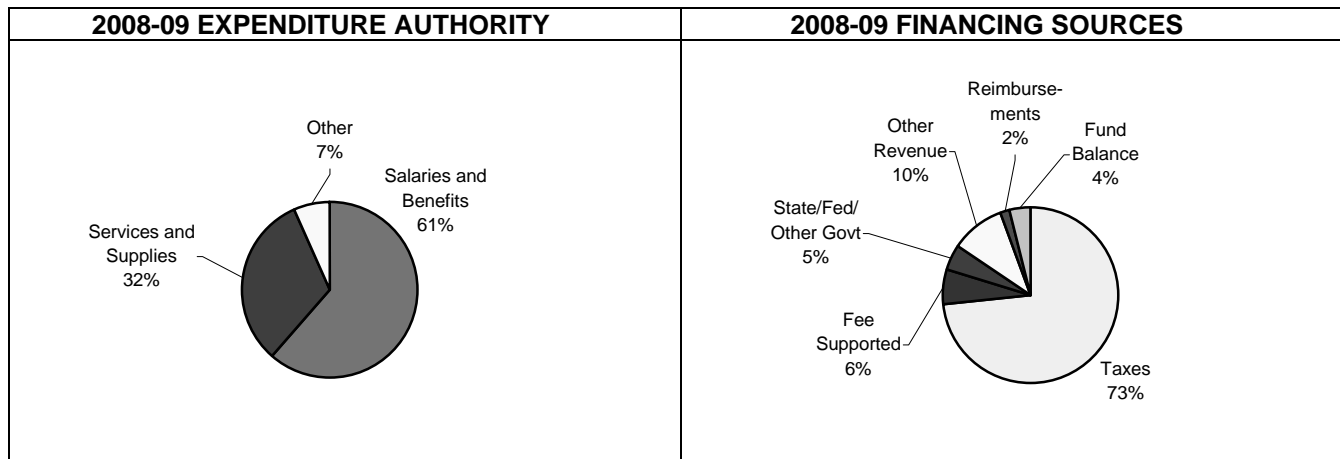 2008-09 EXPENDITURE AUTHORITY
Other
7%
Salaries and
Benefits
61%
Services and
Supplies
32%
2008-09 FINANCING SOURCES
Reimburse-
ments
2%
Other
Revenue
10%
Fund
Balance
4%
State/Fed/
Other Govt
5%
Fee
Supported
6%
Taxes
73%